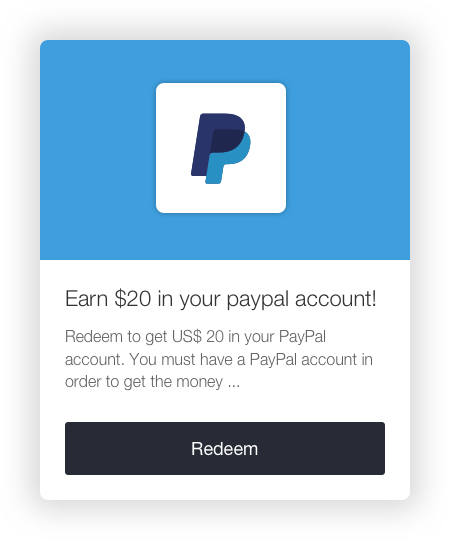 Earn $20 in your paypal account!
Redeem to get US$ 20 in your PayPal
account. You must have a PayPal account in
order to get the money ...
Redeem